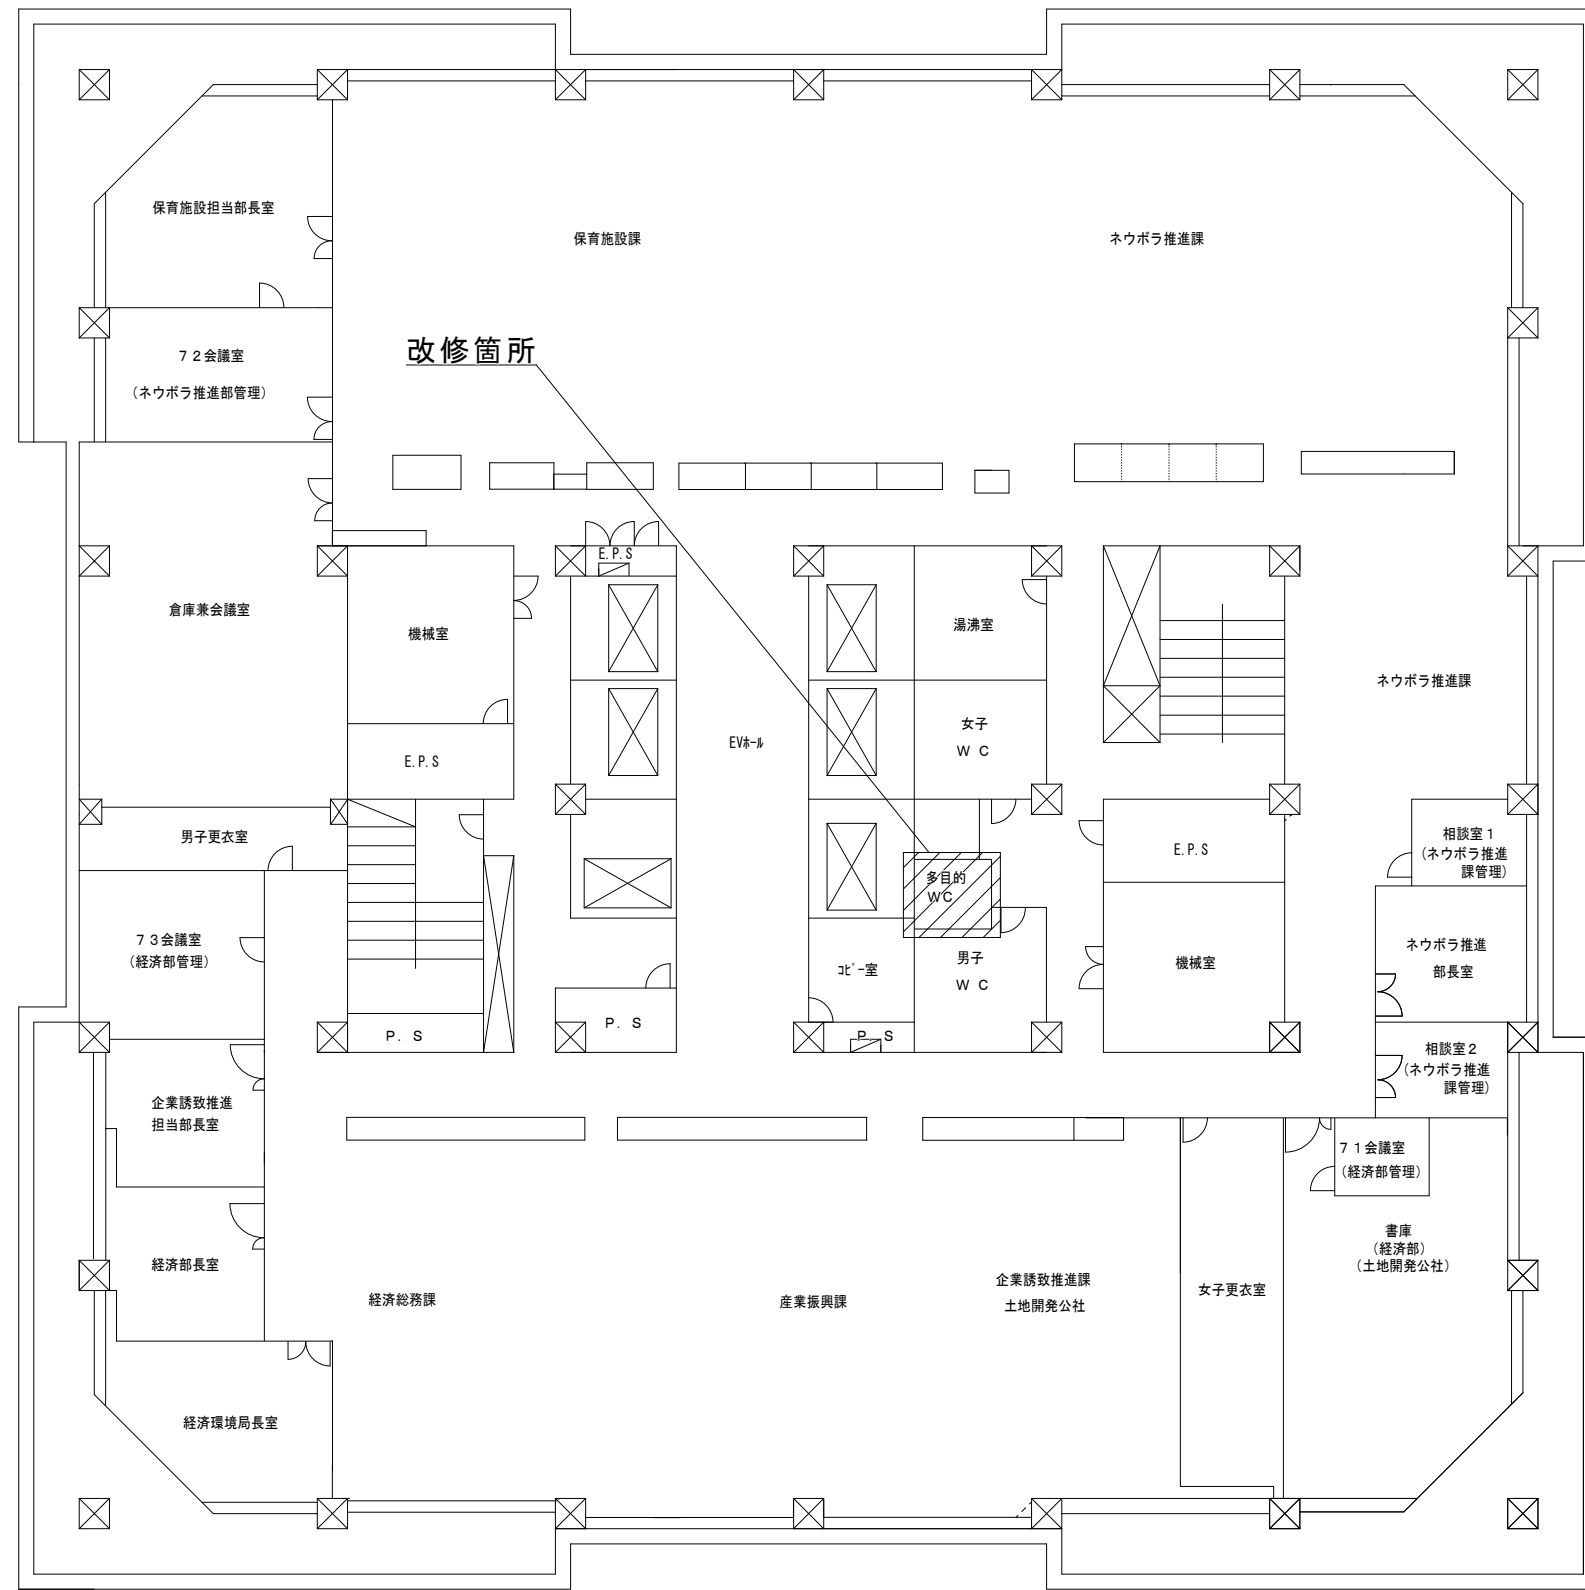 保育施設担当部長室
保育施設課
ネウボラ推進課
７２会議室
（ネウボラ推進部管理）
改修箇所
E.P.S
倉庫兼会議室
機械室
湯沸室
ネウボラ推進課
女子
ＷＣ
EVﾎｰﾙ
E.P.S
男子更衣室
相談室１
（ネウボラ推進
課管理）
E.P.S
多目的
WC
７３会議室
（経済部管理）
ネウボラ推進
部長室
男子
ＷＣ
ｺﾋﾟｰ室
機械室
P. S
P. S
P. S
相談室２
（ネウボラ推進
課管理）
企業誘致推進
担当部長室
７１会議室
（経済部管理）
書庫
（経済部）
（土地開発公社）
経済部長室
経済総務課
産業振興課
企業誘致推進課
土地開発公社
女子更衣室
経済環境局長室